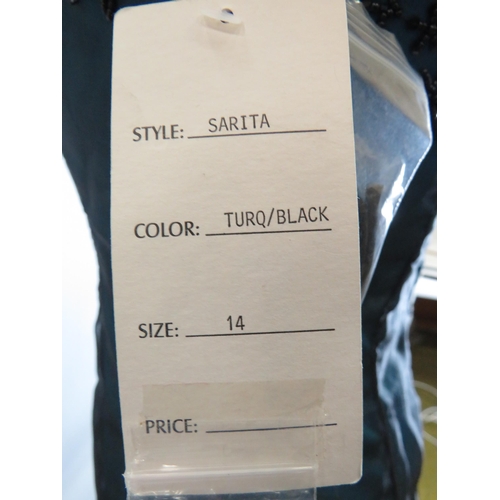 STYLE: SARITA
COLOR: TURQ/BLACK
SIZE: 14
PRICE: